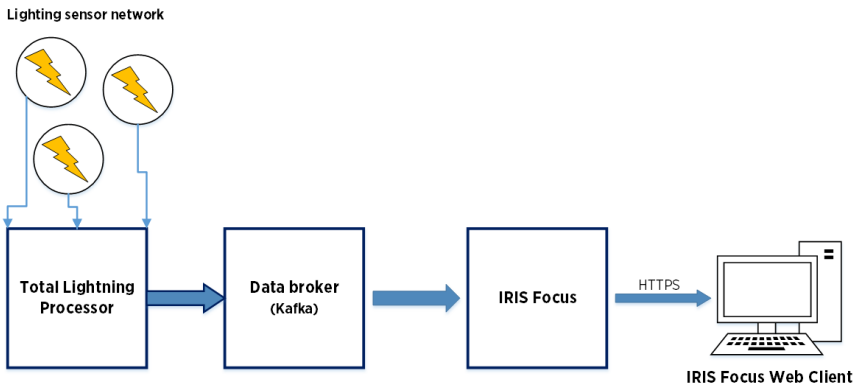 Lighting sensor network
Total Lightning
Processor
Data broker
(Kafka)
IRIS Focus
HTTPS
IRIS Focus Web Client